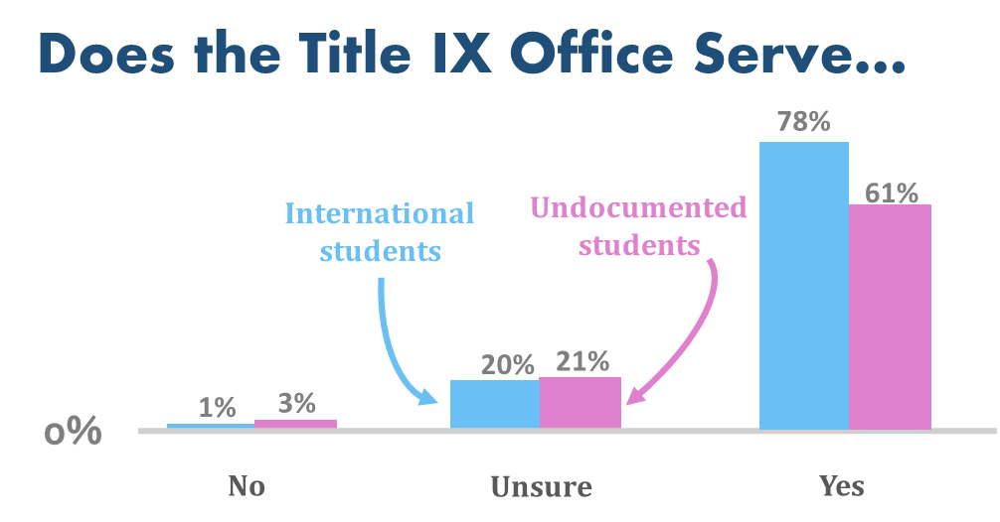 Does the Title IX Office Serve...
78%
61%
International
students
Undocumented
students
20%
21%
1%
3%
0%
No
Unsure
Yes